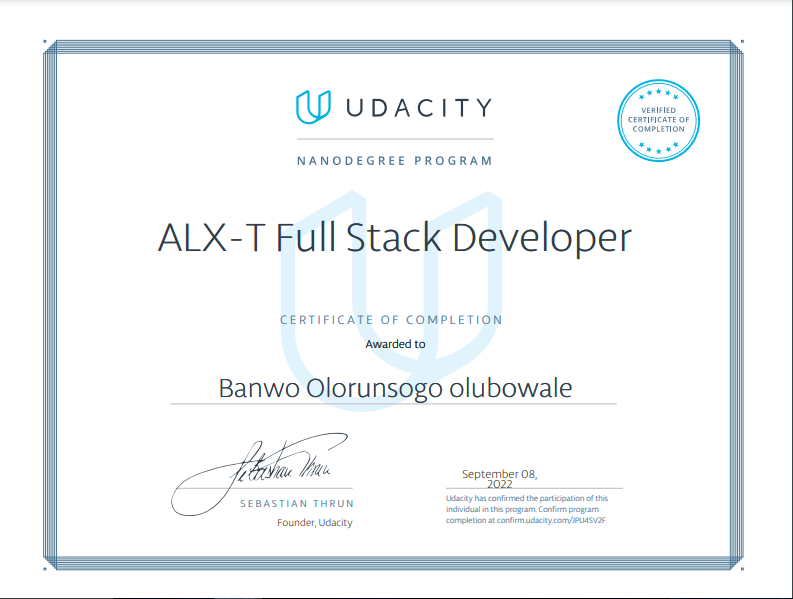 UDACITY
NANODEGREE PROGRAM
VERIFIED
CERTIFICATE OF
COMPLETION
ALX-T Full Stack Developer
CERTIFICATE OF COMPLETION
Awarded to
Banwo Olorunsogo olubowale
Sebastian Thrun
SEBASTIAN THRUN
Founder, Udacity
September 08,
2022
Udacity has confirmed the participation of this
individual in this program. Confirm program
completion at confirm.udacity.com/JPU4SV2F